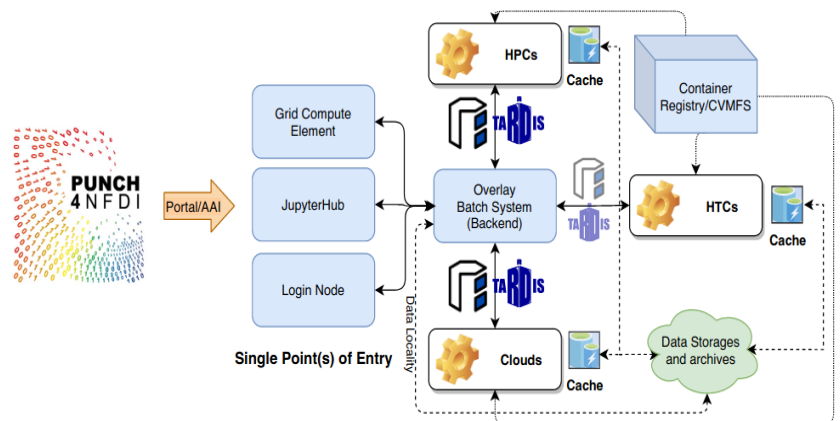 PUNCH
4NFDI
Portal/AAI
Grid Compute
Element
JupyterHub
Login Node
Single Point(s) of Entry
HPCs
Cache
TARDIS
Overlay
Batch System
(Backend)
TARDIS
TARDIS
Data Locality
Clouds
Cache
Container
Registry/CVMFS
HTCs
Cache
Data Storages
and archives